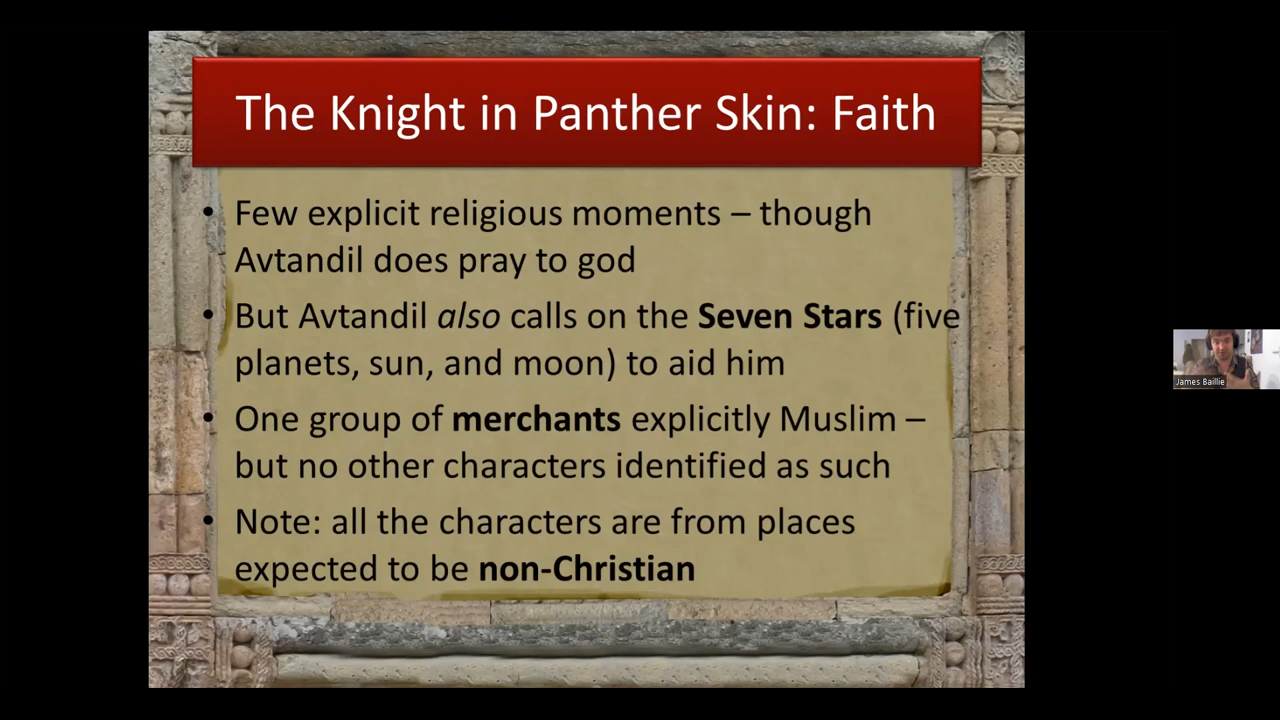 The Knight in Panther Skin: Faith
• Few explicit religious moments – though
Avtandil does pray to god
• But Avtandil also calls on the Seven Stars (five
planets, sun, and moon) to aid him
• One group of merchants explicitly Muslim –
but no other characters identified as such
• Note: all the characters are from places
expected to be non-Christian
James Baillie